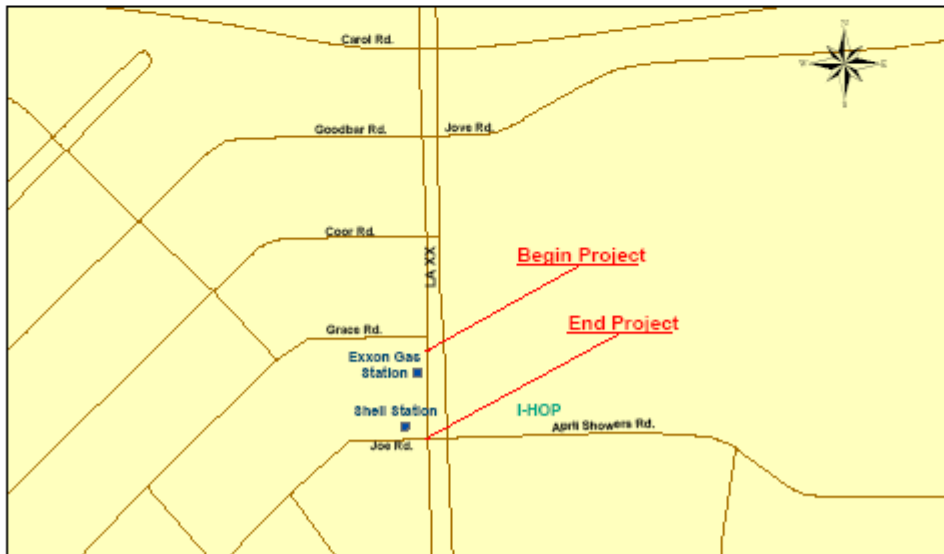 N
W
E
S
Carol Rd.
Goodbar Rd.
Jove Rd.
Coor Rd.
LA XX
Begin Project
End Project
Grace Rd.
Exxon Gas
Station
Shell Station
I-HOP
April Showers Rd.
Joe Rd.